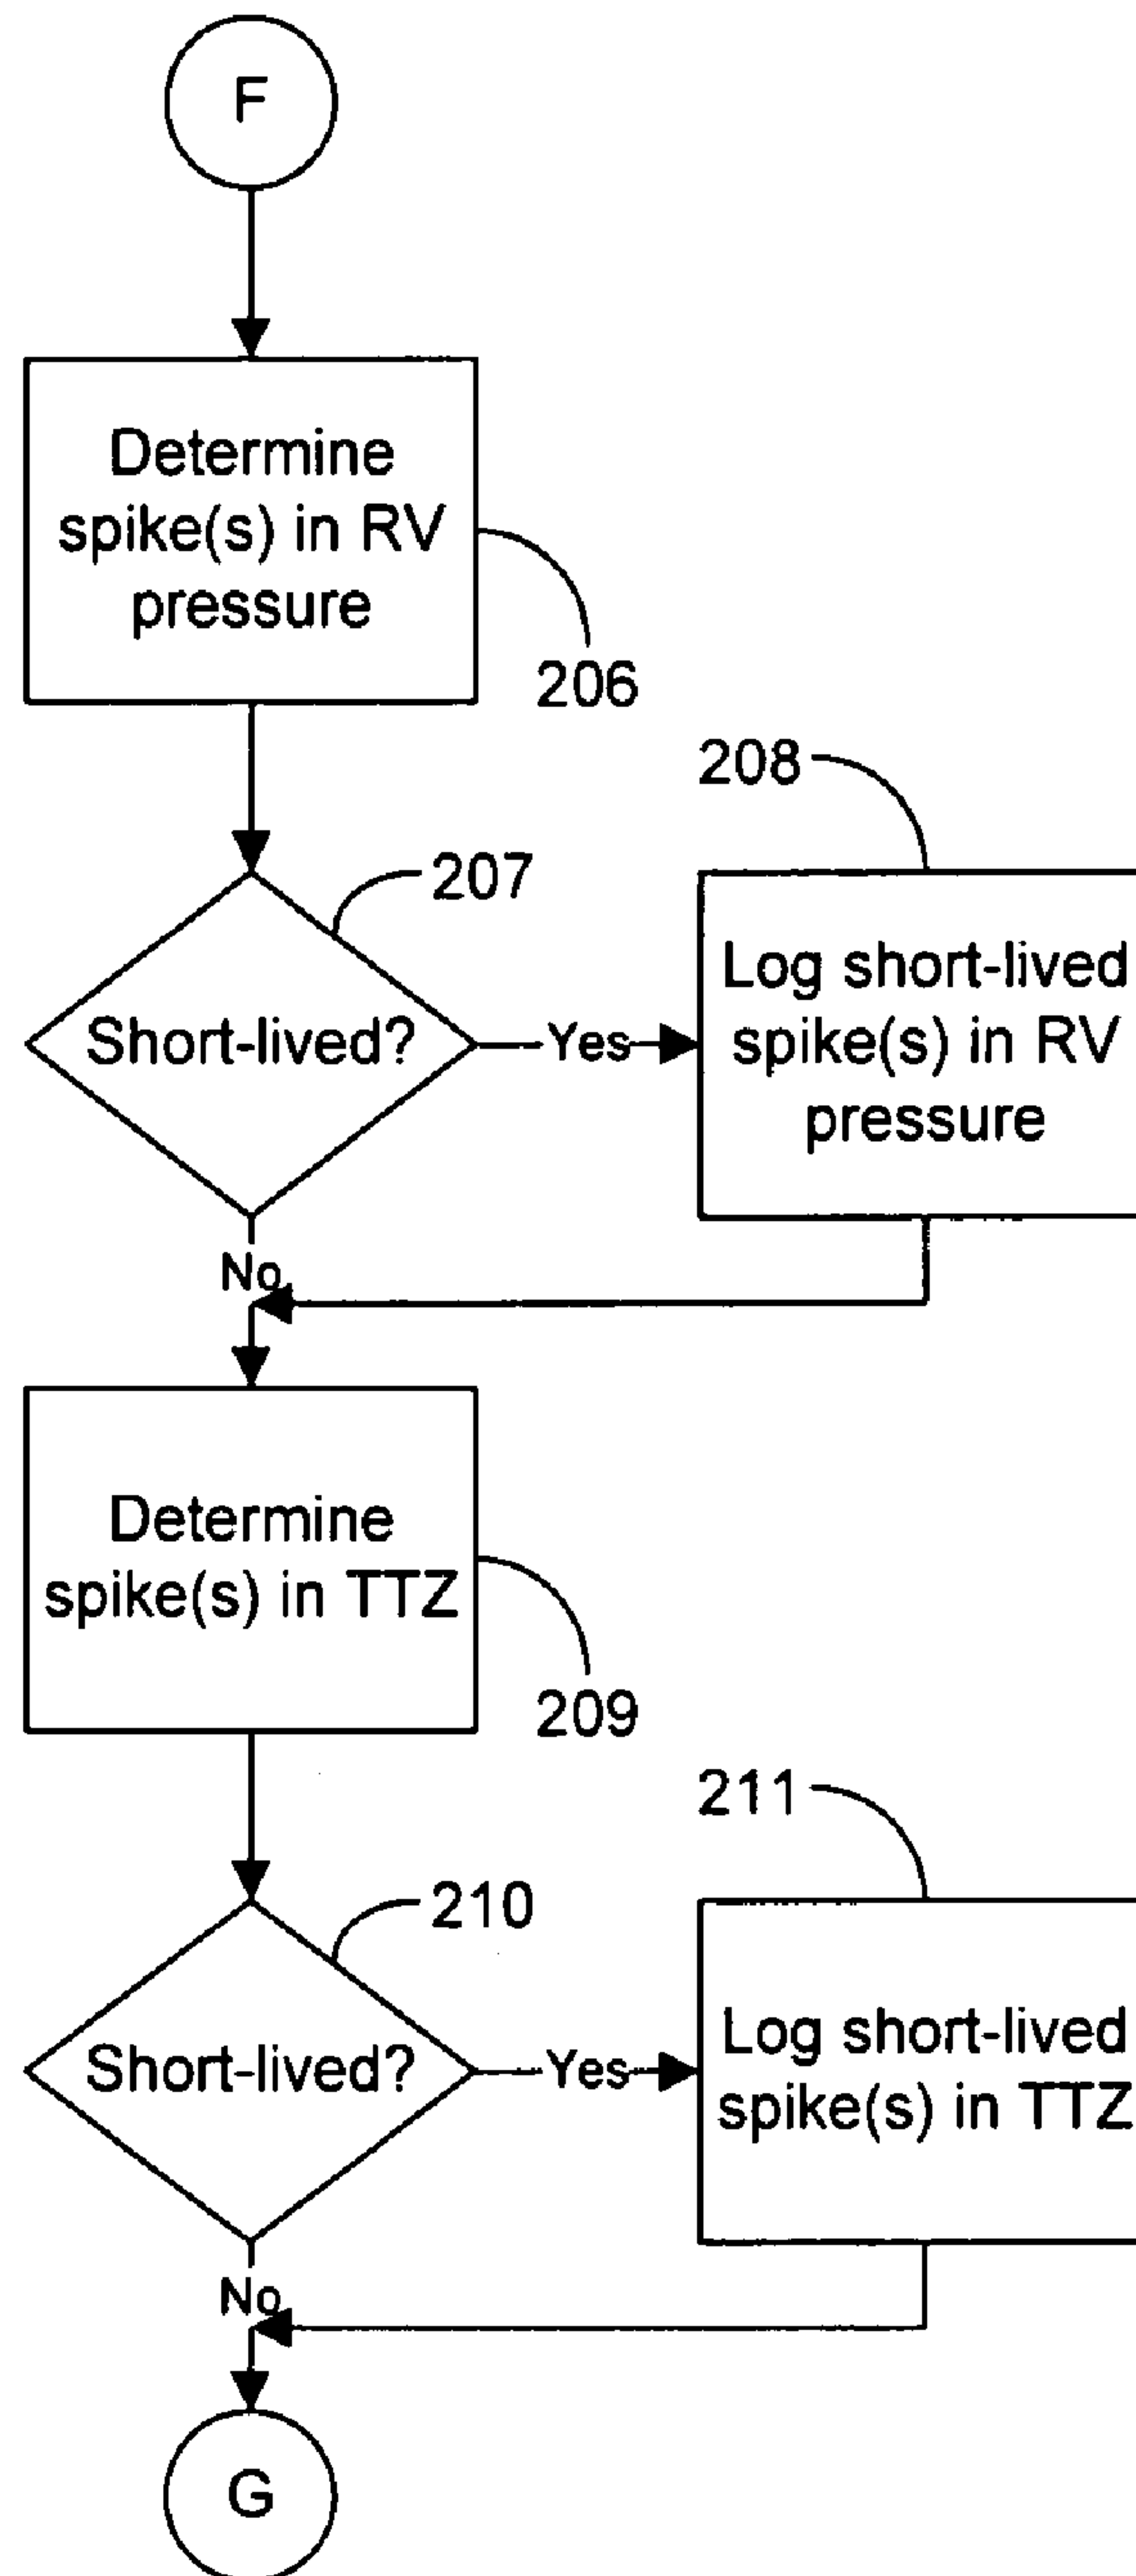 F
Determine
spike(s) in RV
pressure
206
208
207
Short-lived?
Yes
Log short-lived
spike(s) in RV
pressure
No
Determine
spike(s) in TTZ
209
211
210
Short-lived?
Yes
Log short-lived
spike(s) in TTZ
No
G